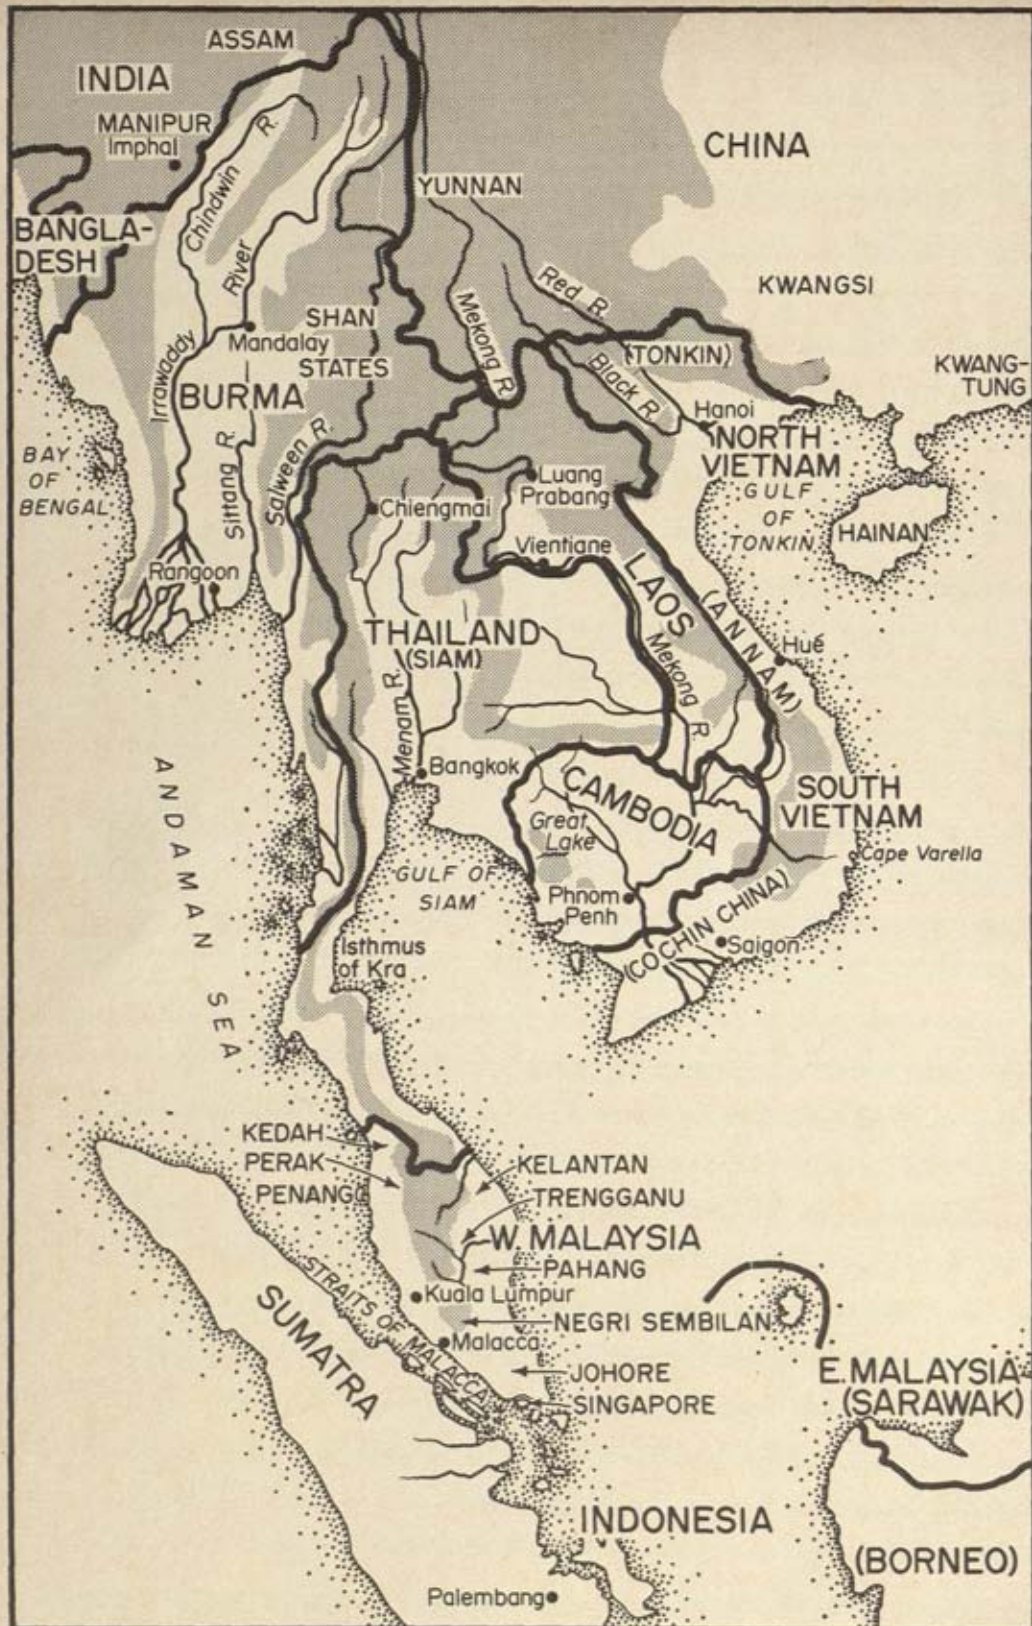 ASSAM
INDIA
MANIPUR
Imphal
CHINA
Chindwin R.
YUNNAN
BANGLA-
DESH
KWANGSI
Irrawaddy River
SHAN
STATES
Mandalay
BURMA
Mekong R.
Red R.
(TONKIN)
Black R.
KWANG-
TUNG
Hanoi
NORTH
VIETNAM
BAY
OF
BENGAL
Sittang R.
Salween R.
Luang
Prabang
GULF
OF
TONKIN
HAINAN
Chiengmai
Vientiane
Rangoon
LAOS
(ANNAM)
THAILAND
(SIAM)
Hué
Mekong R.
Menam R.
Bangkok
ANDAMAN SEA
CAMBODIA
SOUTH
VIETNAM
Great
Lake
Cape Varella
GULF OF
SIAM
Phnom
Penh
(COCHIN CHINA)
Saigon
Isthmus
of Kra
KEDAH
PERAK
PENANG
KELANTAN
TRENGGANU
W. MALAYSIA
PAHANG
STRAITS OF MALACCA
Kuala Lumpur
NEGRI SEMBILAN
SUMATRA
Malacca
JOHORE
SINGAPORE
E. MALAYSIA
(SARAWAK)
INDONESIA
(BORNEO)
Palembang